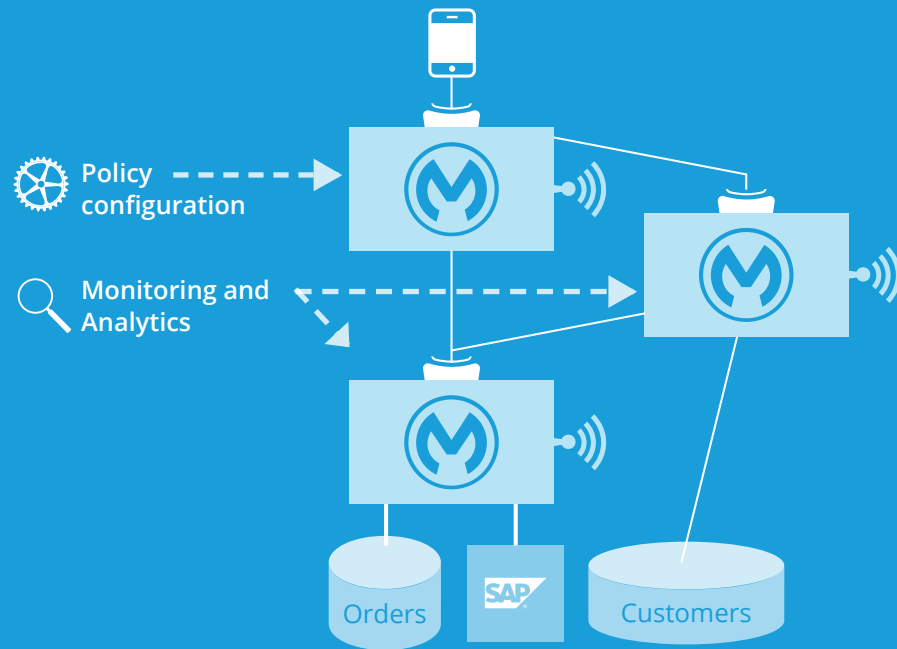 Policy
configuration
Monitoring and
Analytics
Orders
SAP
Customers